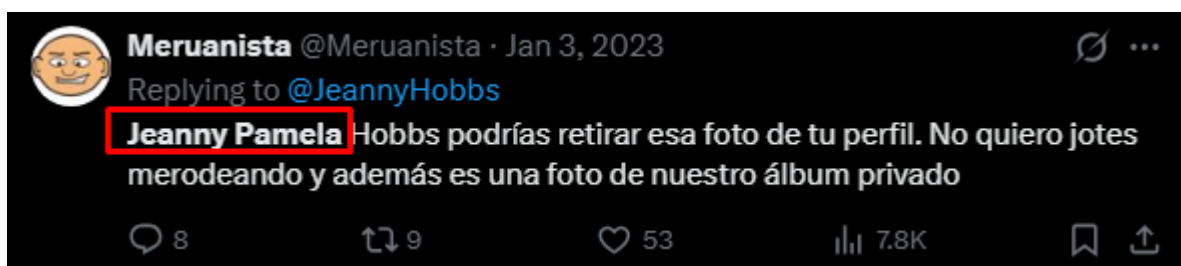 Meruanista @Meruanista · Jan 3, 2023
Replying to @JeannyHobbs
Jeanny Pamela Hobbs podrías retirar esa foto de tu perfil. No quiero jotes
merodeando y además es una foto de nuestro álbum privado
8 9 53 7.8K